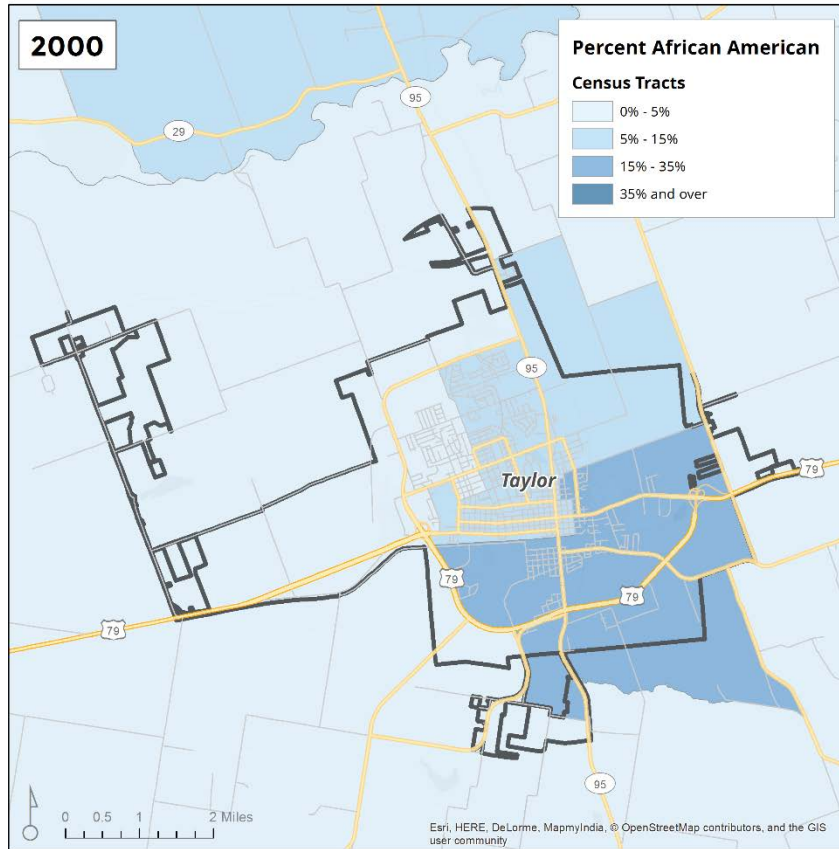 2000
Percent African American
Census Tracts
0% - 5%
5% - 15%
15% - 35%
35% and over
29
95
95
Taylor
79
79
79
79
95
0 0.5 1 2 Miles
Esri, HERE, DeLorme, MapmyIndia, © OpenStreetMap contributors, and the GIS
user community